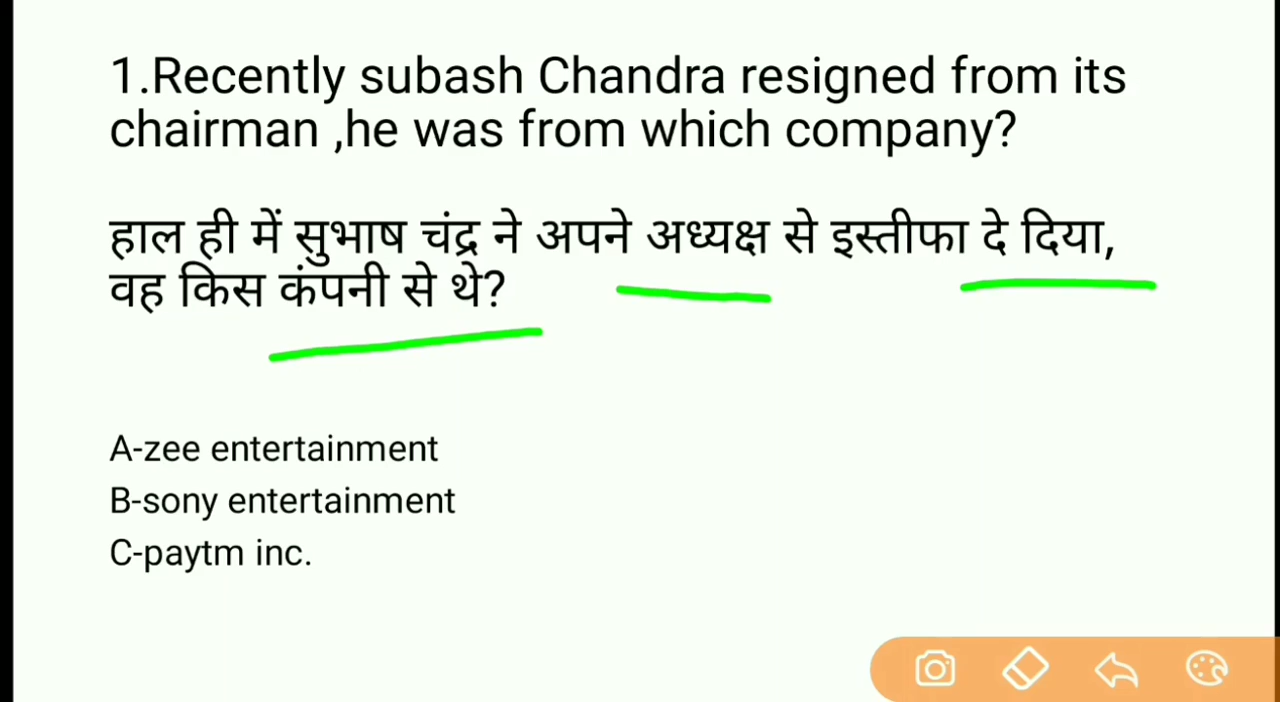 1.Recently subash Chandra resigned from its
chairman ,he was from which company?
हाल ही में सुभाष चंद्र ने अपने अध्यक्ष से इस्तीफा दे दिया,
वह किस कंपनी से थे?
A-zee entertainment
B-sony entertainment
C-paytm inc.